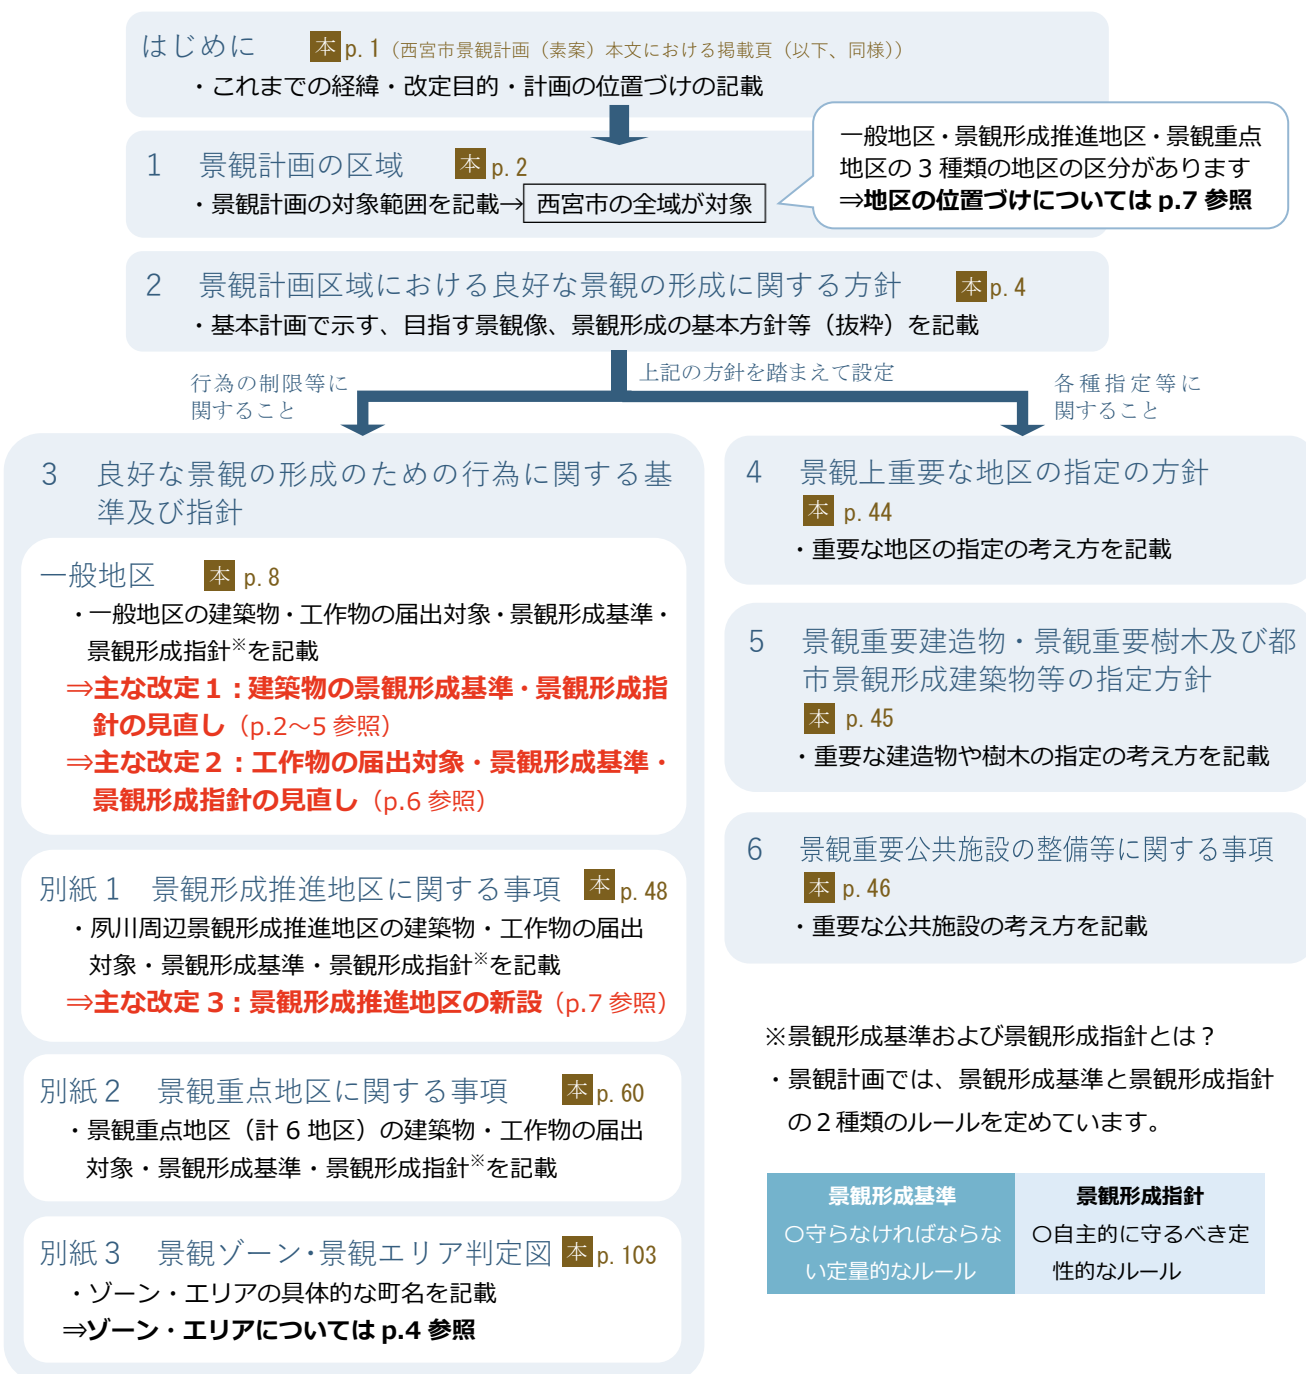 はじめに 本 p. 1（西宮市景観計画（素案）本文における掲載頁（以下、同様））
・これまでの経緯・改定目的・計画の位置づけの記載
一般地区・景観形成推進地区・景観重点
地区の3種類の地区の区分があります
⇒地区の位置づけについては p.7 参照
1 景観計画の区域 本 p. 2
・景観計画の対象範囲を記載→ 西宮市の全域が対象
2 景観計画区域における良好な景観の形成に関する方針 本 p. 4
・基本計画で示す、目指す景観像、景観形成の基本方針等（抜粋）を記載
上記の方針を踏まえて設定
行為の制限等に
関すること
各種指定等に
関すること
3 良好な景観の形成のための行為に関する基
準及び指針
一般地区 本 p. 8
・一般地区の建築物・工作物の届出対象・景観形成基準・
景観形成指針※を記載
⇒主な改定1：建築物の景観形成基準・景観形成指
針の見直し（p.2～5 参照）
⇒主な改定2：工作物の届出対象・景観形成基準・
景観形成指針の見直し（p.6 参照）
別紙1 景観形成推進地区に関する事項 本 p. 48
・夙川周辺景観形成推進地区の建築物・工作物の届出
対象・景観形成基準・景観形成指針※を記載
⇒主な改定3：景観形成推進地区の新設（p.7 参照）
別紙2 景観重点地区に関する事項 本 p. 60
・景観重点地区（計6地区）の建築物・工作物の届出
対象・景観形成基準・景観形成指針※を記載
別紙3 景観ゾーン・景観エリア判定図 本 p. 103
・ゾーン・エリアの具体的な町名を記載
⇒ゾーン・エリアについては p.4 参照
4 景観上重要な地区の指定の方針
本 p. 44
・重要な地区の指定の考え方を記載
5 景観重要建造物・景観重要樹木及び都
市景観形成建築物等の指定方針
本 p. 45
・重要な建造物や樹木の指定の考え方を記載
6 景観重要公共施設の整備等に関する事項
本 p. 46
・重要な公共施設の考え方を記載
※景観形成基準および景観形成指針とは？
・景観計画では、景観形成基準と景観形成指針
の2種類のルールを定めています。
景観形成基準
〇守らなければならな
い定量的なルール
景観形成指針
〇自主的に守るべき定
性的なルール